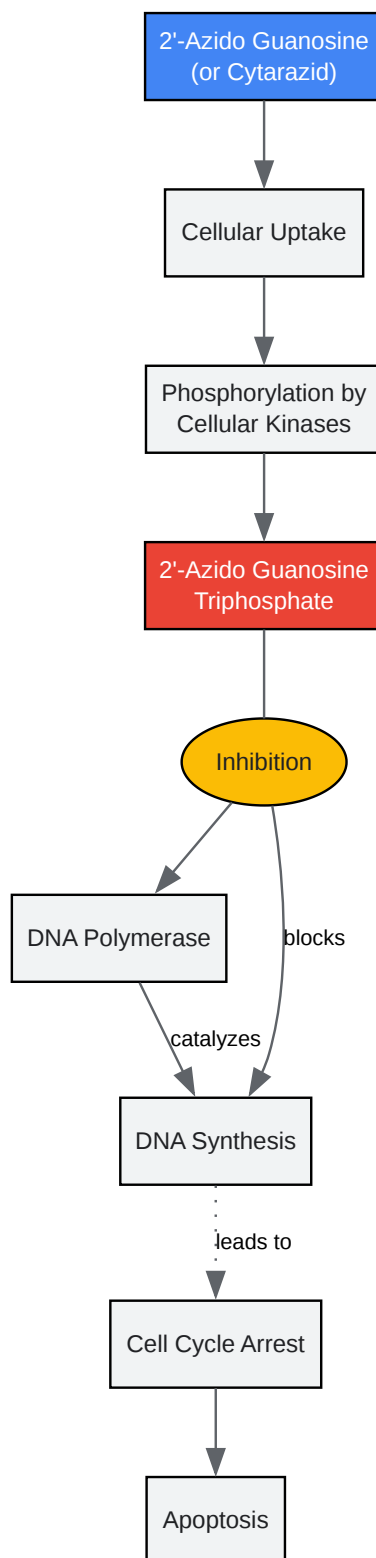 2'-Azido Guanosine
(or Cytarazid)
Cellular Uptake
Phosphorylation by
Cellular Kinases
2'-Azido Guanosine
Triphosphate
Inhibition
DNA Polymerase
blocks
catalyzes
DNA Synthesis
leads to
Cell Cycle Arrest
Apoptosis